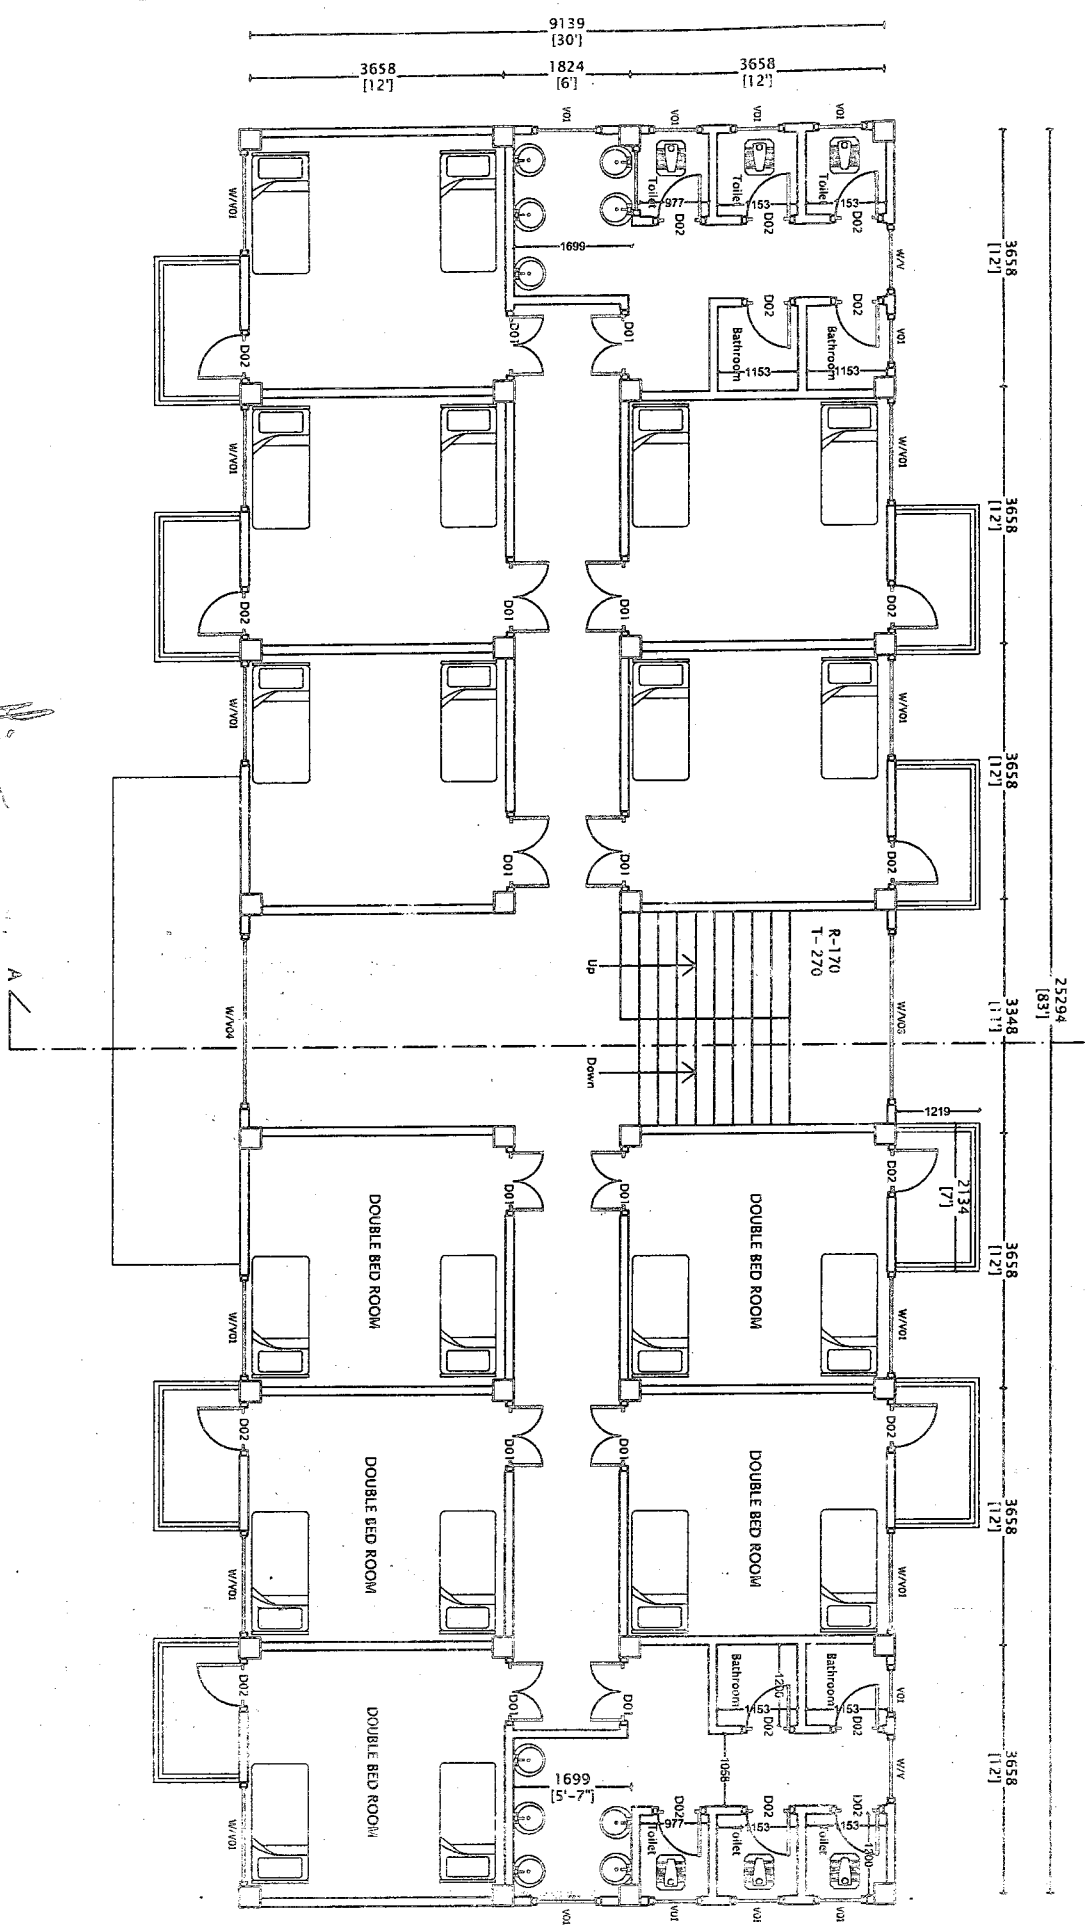 9139
[30']
3658
[12']
1824
[6']
3658
[12']
V01
V01
V01
V01
W/V01
Toilet
Toilet
Toilet
977
1153
1153
D02
D02
D02
1699
W/V
3658
[12']
D01
D01
D02
D02
V01
Bathroom
Bathroom
1153
1153
D02
W/V01
W/V01
3658
[12']
D02
D01
D01
D02
W/V01
W/V01
3658
[12']
D01
D01
D02
R-170
T-270
Up
Down
W/V04
A
25294
[83']
3348
[11']
1219
D01
D01
D02
2134
[7']
DOUBLE BED ROOM
DOUBLE BED ROOM
3658
[12']
W/V01
W/V01
D02
D01
D01
D02
DOUBLE BED ROOM
DOUBLE BED ROOM
3658
[12']
W/V01
W/V01
D02
D01
D01
Bathroom
Bathroom
1200
1153
1153
D02
D02
V01
DOUBLE BED ROOM
1058
W/V
3658
[12']
1699
[5'-7"]
D02
D02
D02
977
1153
1153
1300
Toilet
Toilet
Toilet
W/V01
V01
V01
V01
V01